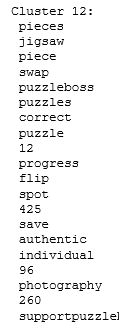 Cluster 12:
pieces
jigsaw
piece
swap
puzzleboss
puzzles
correct
puzzle
12
progress
flip
spot
425
save
authentic
individual
96
photography
260